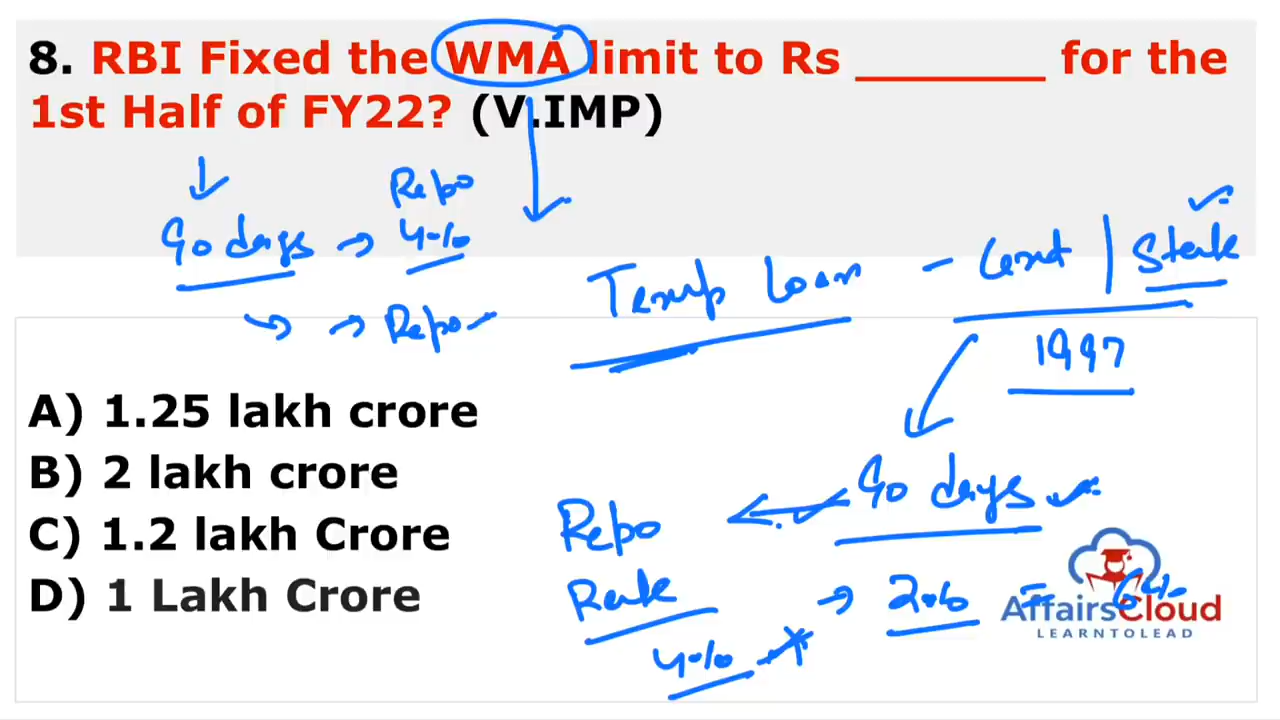 8. RBI Fixed the WMA limit to Rs ________ for the
1st Half of FY22? (V.IMP)
Repo
90 days → 4%
→ Repo
Temp Loan – Cent | State
1997
A) 1.25 lakh crore
B) 2 lakh crore
C) 1.2 lakh Crore
D) 1 Lakh Crore
90 days
Repo
Rate → 2% = 6%
4%
AffairsCloud
LEARNTOLEAD